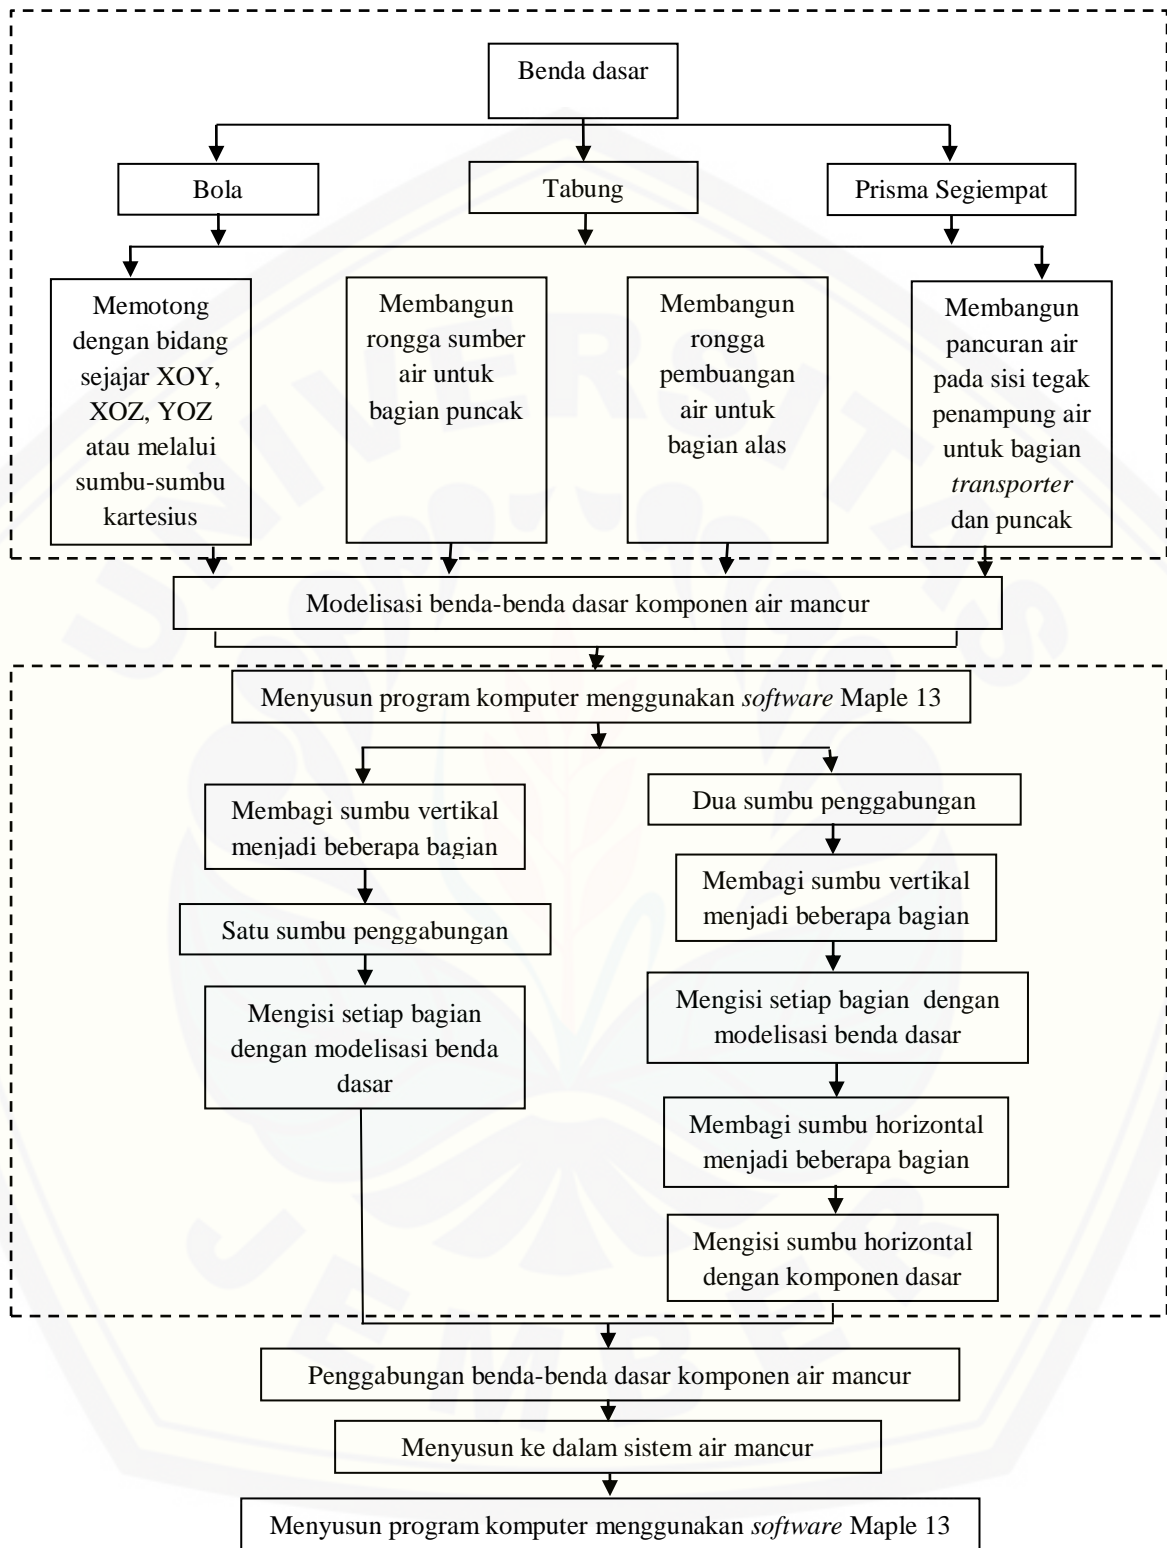 Benda dasar
Bola
Tabung
Prisma Segiempat
Memotong
dengan bidang
sejajar XOY,
XOZ, YOZ
atau melalui
sumbu-sumbu
kartesius
Membangun
rongga sumber
air untuk
bagian puncak
Membangun
rongga
pembuangan
air untuk
bagian alas
Membangun
pancuran air
pada sisi tegak
penampung air
untuk bagian
transporter
dan puncak
Modelisasi benda-benda dasar komponen air mancur
Menyusun program komputer menggunakan software Maple 13
Membagi sumbu vertikal
menjadi beberapa bagian
Satu sumbu penggabungan
Mengisi setiap bagian
dengan modelisasi benda
dasar
Dua sumbu penggabungan
Membagi sumbu vertikal
menjadi beberapa bagian
Mengisi setiap bagian dengan
modelisasi benda dasar
Membagi sumbu horizontal
menjadi beberapa bagian
Mengisi sumbu horizontal
dengan komponen dasar
Penggabungan benda-benda dasar komponen air mancur
Menyusun ke dalam sistem air mancur
Menyusun program komputer menggunakan software Maple 13
UNIVERSITAS
JEMBER